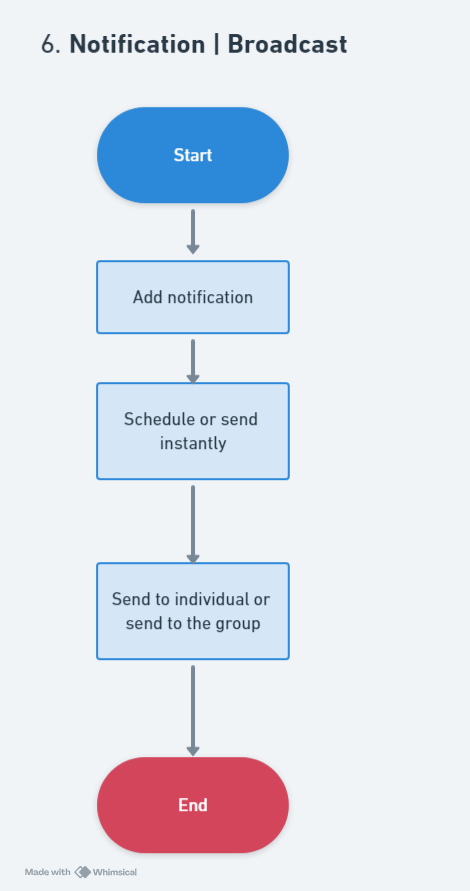 6. Notification | Broadcast
Start
Add notification
Schedule or send
instantly
Send to individual or
send to the group
End
Made with Whimsical